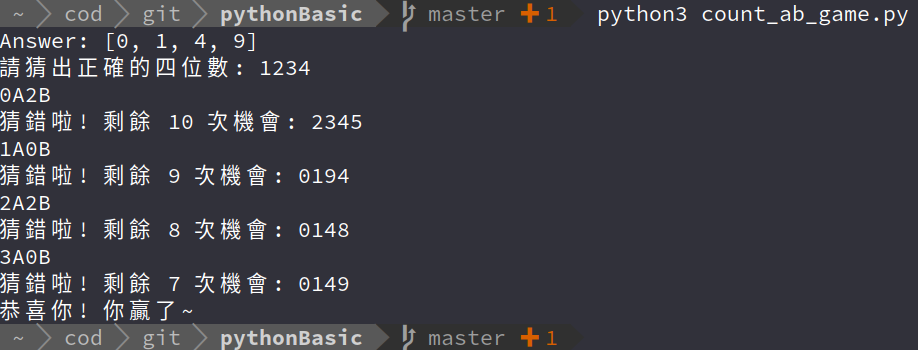 ~ cod git pythonBasic master +1 python3 count_ab_game.py
Answer: [0, 1, 4, 9]
請猜出正確的四位數: 1234
0A2B
猜錯啦! 剩餘 10 次機會: 2345
1A0B
猜錯啦! 剩餘 9 次機會: 0194
2A2B
猜錯啦! 剩餘 8 次機會: 0148
3A0B
猜錯啦! 剩餘 7 次機會: 0149
恭喜你! 你贏了~
~ cod git pythonBasic master +1